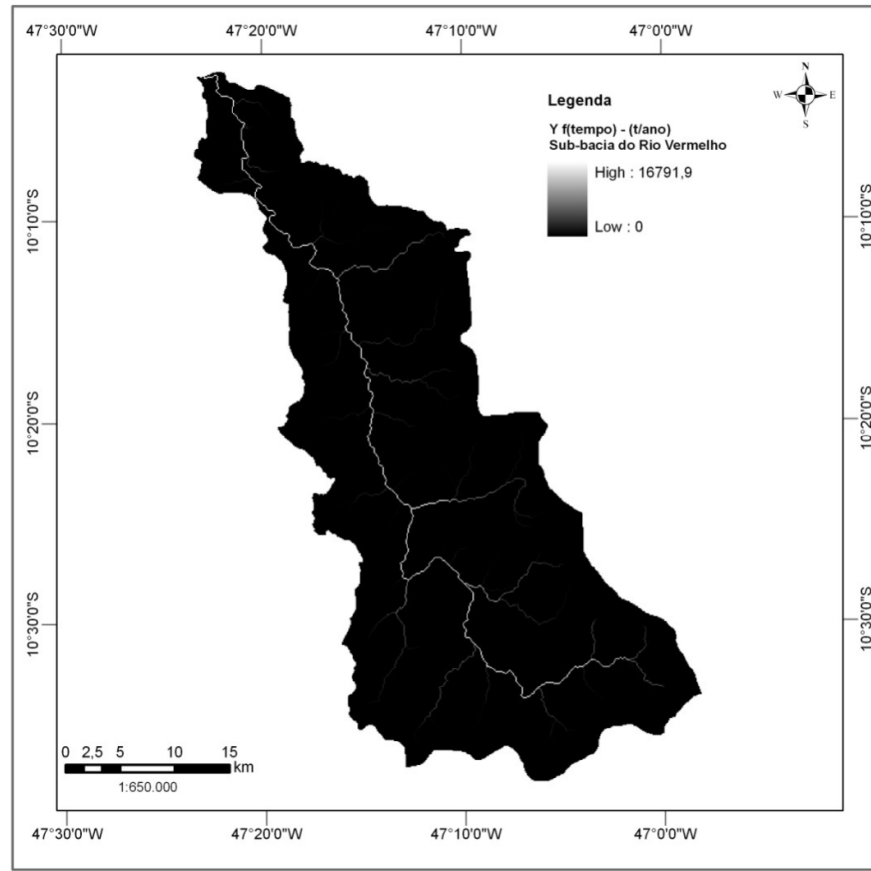 47°30'0"W 47°20'0"W 47°10'0"W 47°0'0"W
N
W E
S
Legenda
Y f(tempo) - (t/ano)
Sub-bacia do Rio Vermelho
High : 16791,9
Low : 0
10°10'0"S 10°10'0"S
10°20'0"S 10°20'0"S
10°30'0"S 10°30'0"S
0 2,5 5 10 15
km
1:650.000
47°30'0"W 47°20'0"W 47°10'0"W 47°0'0"W